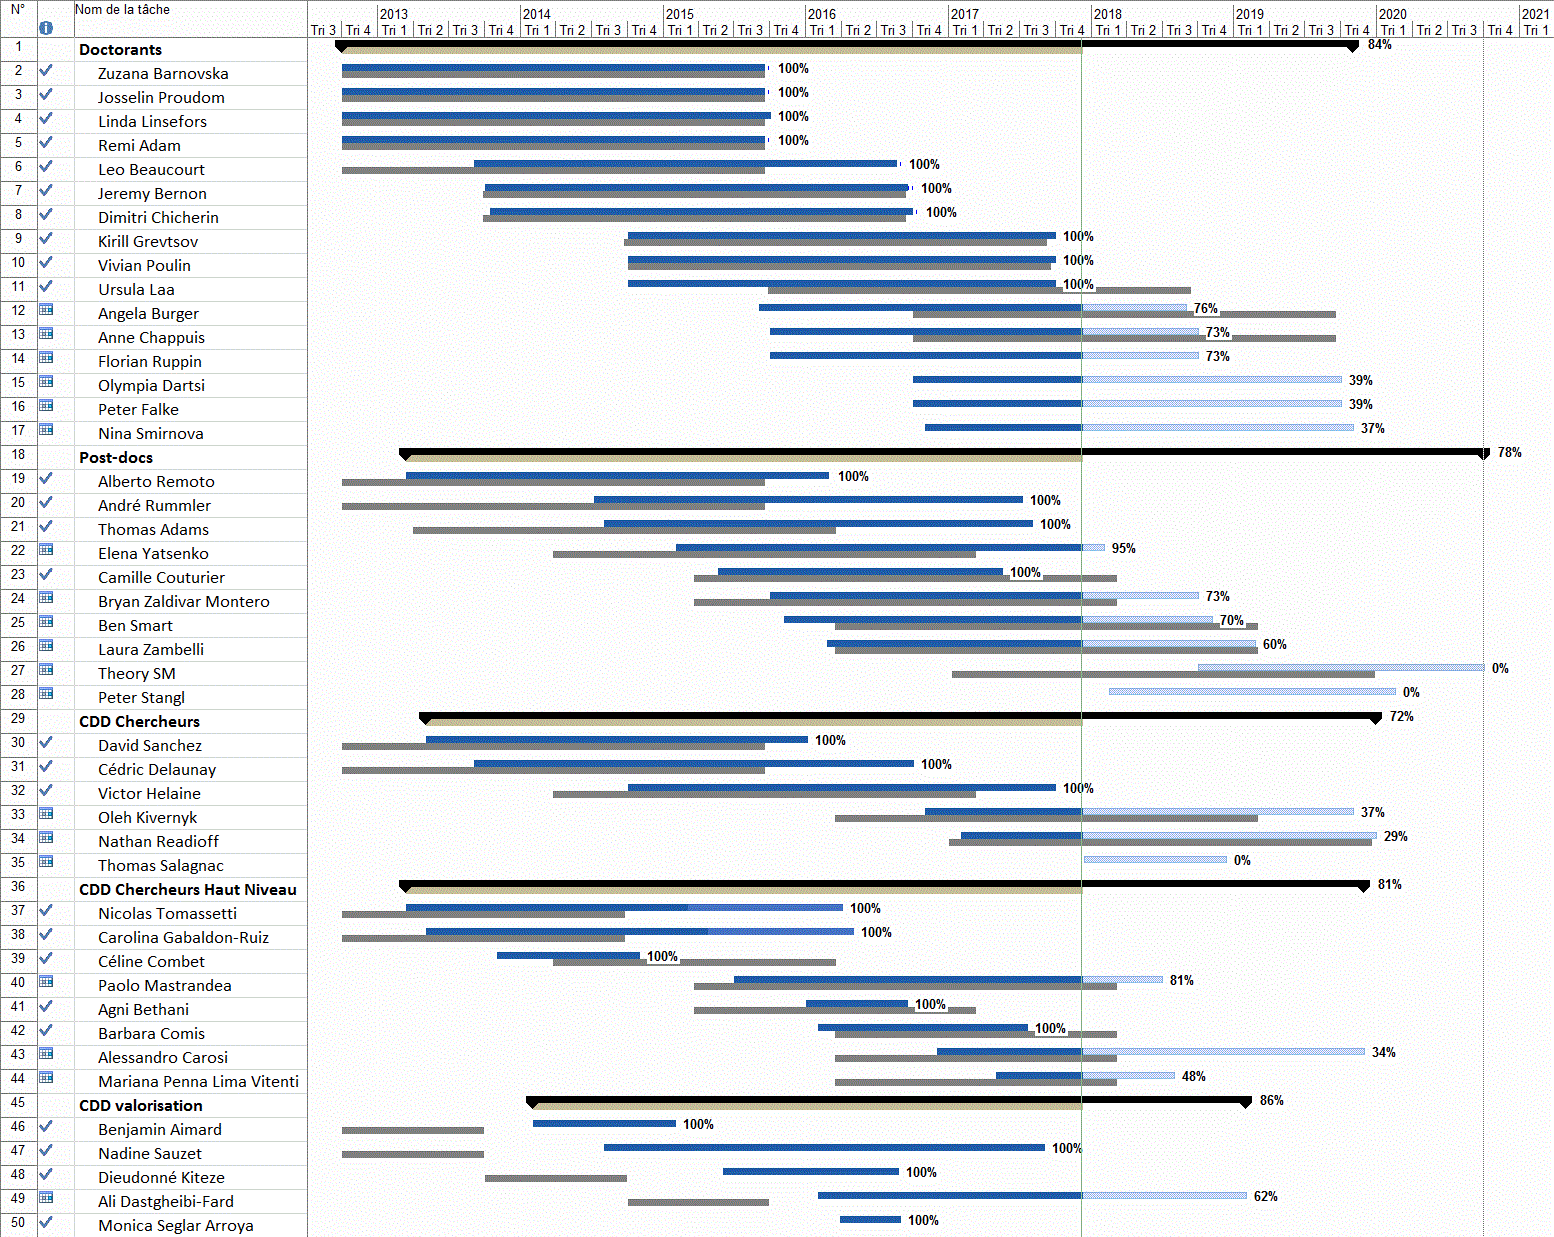 N° Nom de la tâche 2013 2014 2015 2016 2017 2018 2019 2020 2021
Tri 3 Tri 4 Tri 1 Tri 2 Tri 3 Tri 4 Tri 1 Tri 2 Tri 3 Tri 4 Tri 1 Tri 2 Tri 3 Tri 4 Tri 1 Tri 2 Tri 3 Tri 4 Tri 1 Tri 2 Tri 3 Tri 4 Tri 1 Tri 2 Tri 3 Tri 4 Tri 1 Tri 2 Tri 3 Tri 4 Tri 1 Tri 2 Tri 3 Tri 4 Tri 1
1 Doctorants 84%
2 Zuzana Barnovska 100%
3 Josselin Proudom 100%
4 Linda Linsefors 100%
5 Remi Adam 100%
6 Leo Beaucourt 100%
7 Jeremy Bernon 100%
8 Dimitri Chicherin 100%
9 Kirill Grevtsov 100%
10 Vivian Poulin 100%
11 Ursula Laa 100%
12 Angela Burger 76%
13 Anne Chappuis 73%
14 Florian Ruppin 73%
15 Olympia Dartsi 39%
16 Peter Falke 39%
17 Nina Smirnova 37%
18 Post-docs 78%
19 Alberto Remoto 100%
20 André Rummler 100%
21 Thomas Adams 100%
22 Elena Yatsenko 95%
23 Camille Couturier 100%
24 Bryan Zaldivar Montero 73%
25 Ben Smart 70%
26 Laura Zambelli 60%
27 Theory SM 0%
28 Peter Stangl 0%
29 CDD Chercheurs 72%
30 David Sanchez 100%
31 Cédric Delaunay 100%
32 Victor Helaine 100%
33 Oleh Kivernyk 37%
34 Nathan Readioff 29%
35 Thomas Salagnac 0%
36 CDD Chercheurs Haut Niveau 81%
37 Nicolas Tomassetti 100%
38 Carolina Gabaldon-Ruiz 100%
39 Céline Combet 100%
40 Paolo Mastrandea 81%
41 Agni Bethani 100%
42 Barbara Comis 100%
43 Alessandro Carosi 34%
44 Mariana Penna Lima Vitenti 48%
45 CDD valorisation 86%
46 Benjamin Aimard 100%
47 Nadine Sauzet 100%
48 Dieudonné Kiteze 100%
49 Ali Dastgheibi-Fard 62%
50 Monica Seglar Arroya 100%